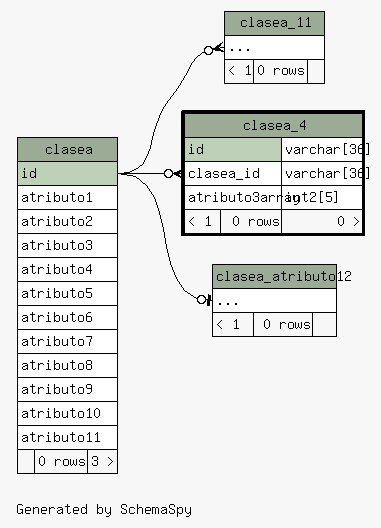 clasea_11
...
< 1 0 rows
clasea_4
id varchar[36]
clasea_id varchar[36]
atributo3array int2[5]
< 1 0 rows 0 >
clasea
id
atributo1
atributo2
atributo3
atributo4
atributo5
atributo6
atributo7
atributo8
atributo9
atributo10
atributo11
0 rows 3 >
clasea_atributo12
...
< 1 0 rows
Generated by SchemaSpy